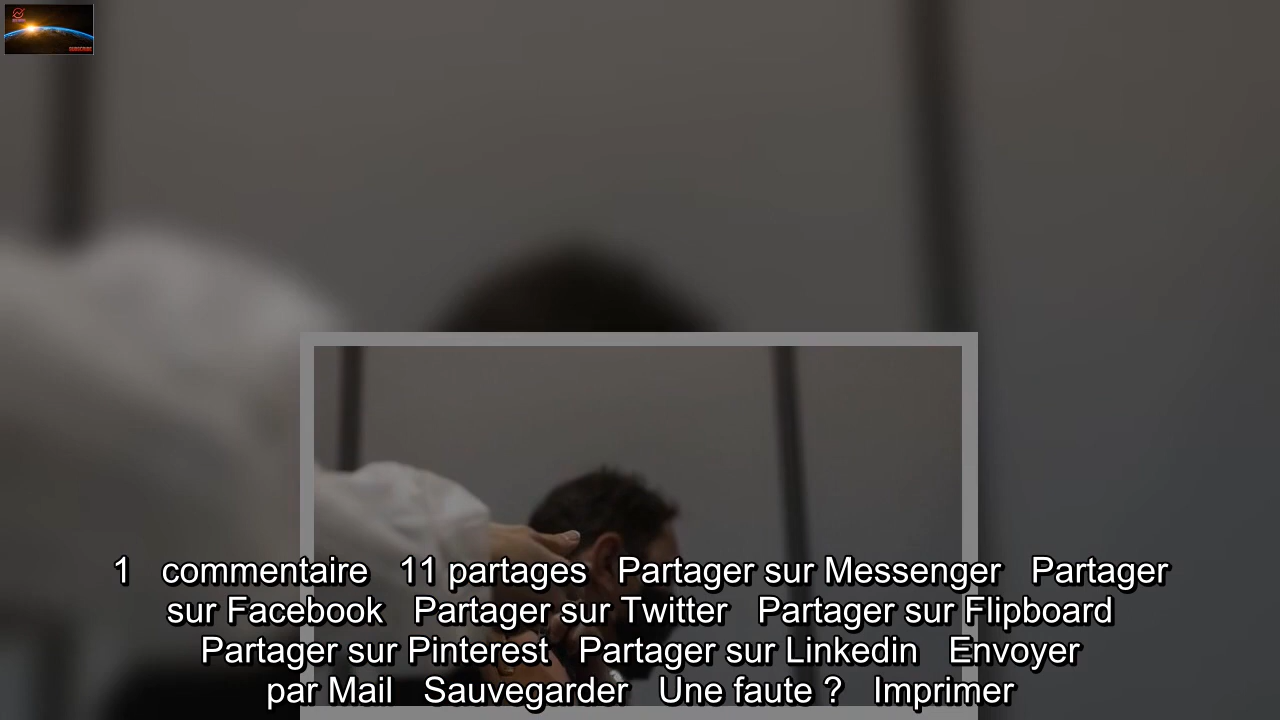 1 commentaire 11 partages Partager sur Messenger Partager
sur Facebook Partager sur Twitter Partager sur Flipboard
Partager sur Pinterest Partager sur Linkedin Envoyer
par Mail Sauvegarder Une faute ? Imprimer